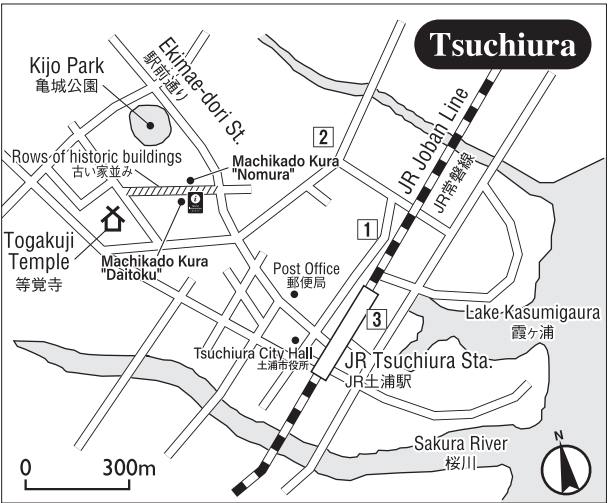 Tsuchiura
Kijo Park
亀城公園
Ekimae-dori St.
駅前通り
JR Joban Line
JR常磐線
2
Rows of historic buildings
古い家並み
Machikado Kura
"Nomura"
i
Togakuji
Temple
等覚寺
Machikado Kura
"Daitoku"
1
Post Office
郵便局
3
Lake-Kasumigaura
霞ヶ浦
Tsuchiura City Hall
土浦市役所
JR Tsuchiura Sta.
JR土浦駅
Sakura River
桜川
N
0
300m